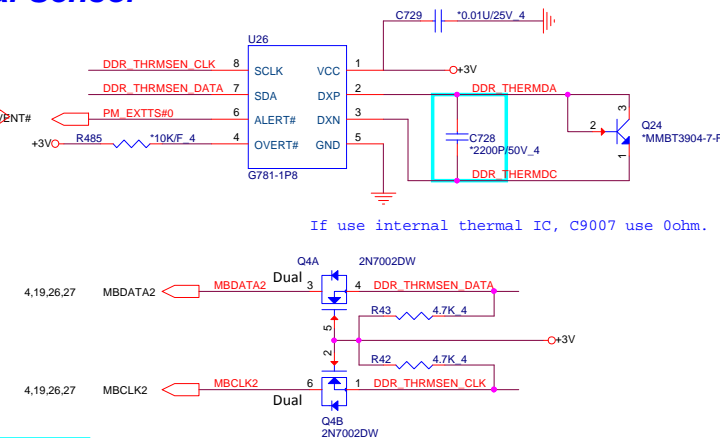 C729
*0.01U/25V_4
U26
DDR_THRMSEN_CLK
8
SCLK
VCC
1
+3V
DDR_THRMSEN_DATA
7
SDA
DXP
2
DDR_THERMDA
VENT#
PM_EXTTS#0
6
ALERT#
DXN
3
3
2
Q24
*MMBT3904-7-F
1
+3V
R485
*10K/F_4
4
OVERT#
GND
5
C728
*2200P/50V_4
G781-1P8
DDR_THERMDC
If use internal thermal IC, C9007 use 0ohm.
Q4A
2N7002DW
Dual
4,19,26,27
MBDATA2
MBDATA2
3
4
DDR_THRMSEN_DATA
R43
4.7K_4
5
+3V
2
R42
4.7K_4
4,19,26,27
MBCLK2
MBCLK2
6
1
DDR_THRMSEN_CLK
Dual
Q4B
2N7002DW